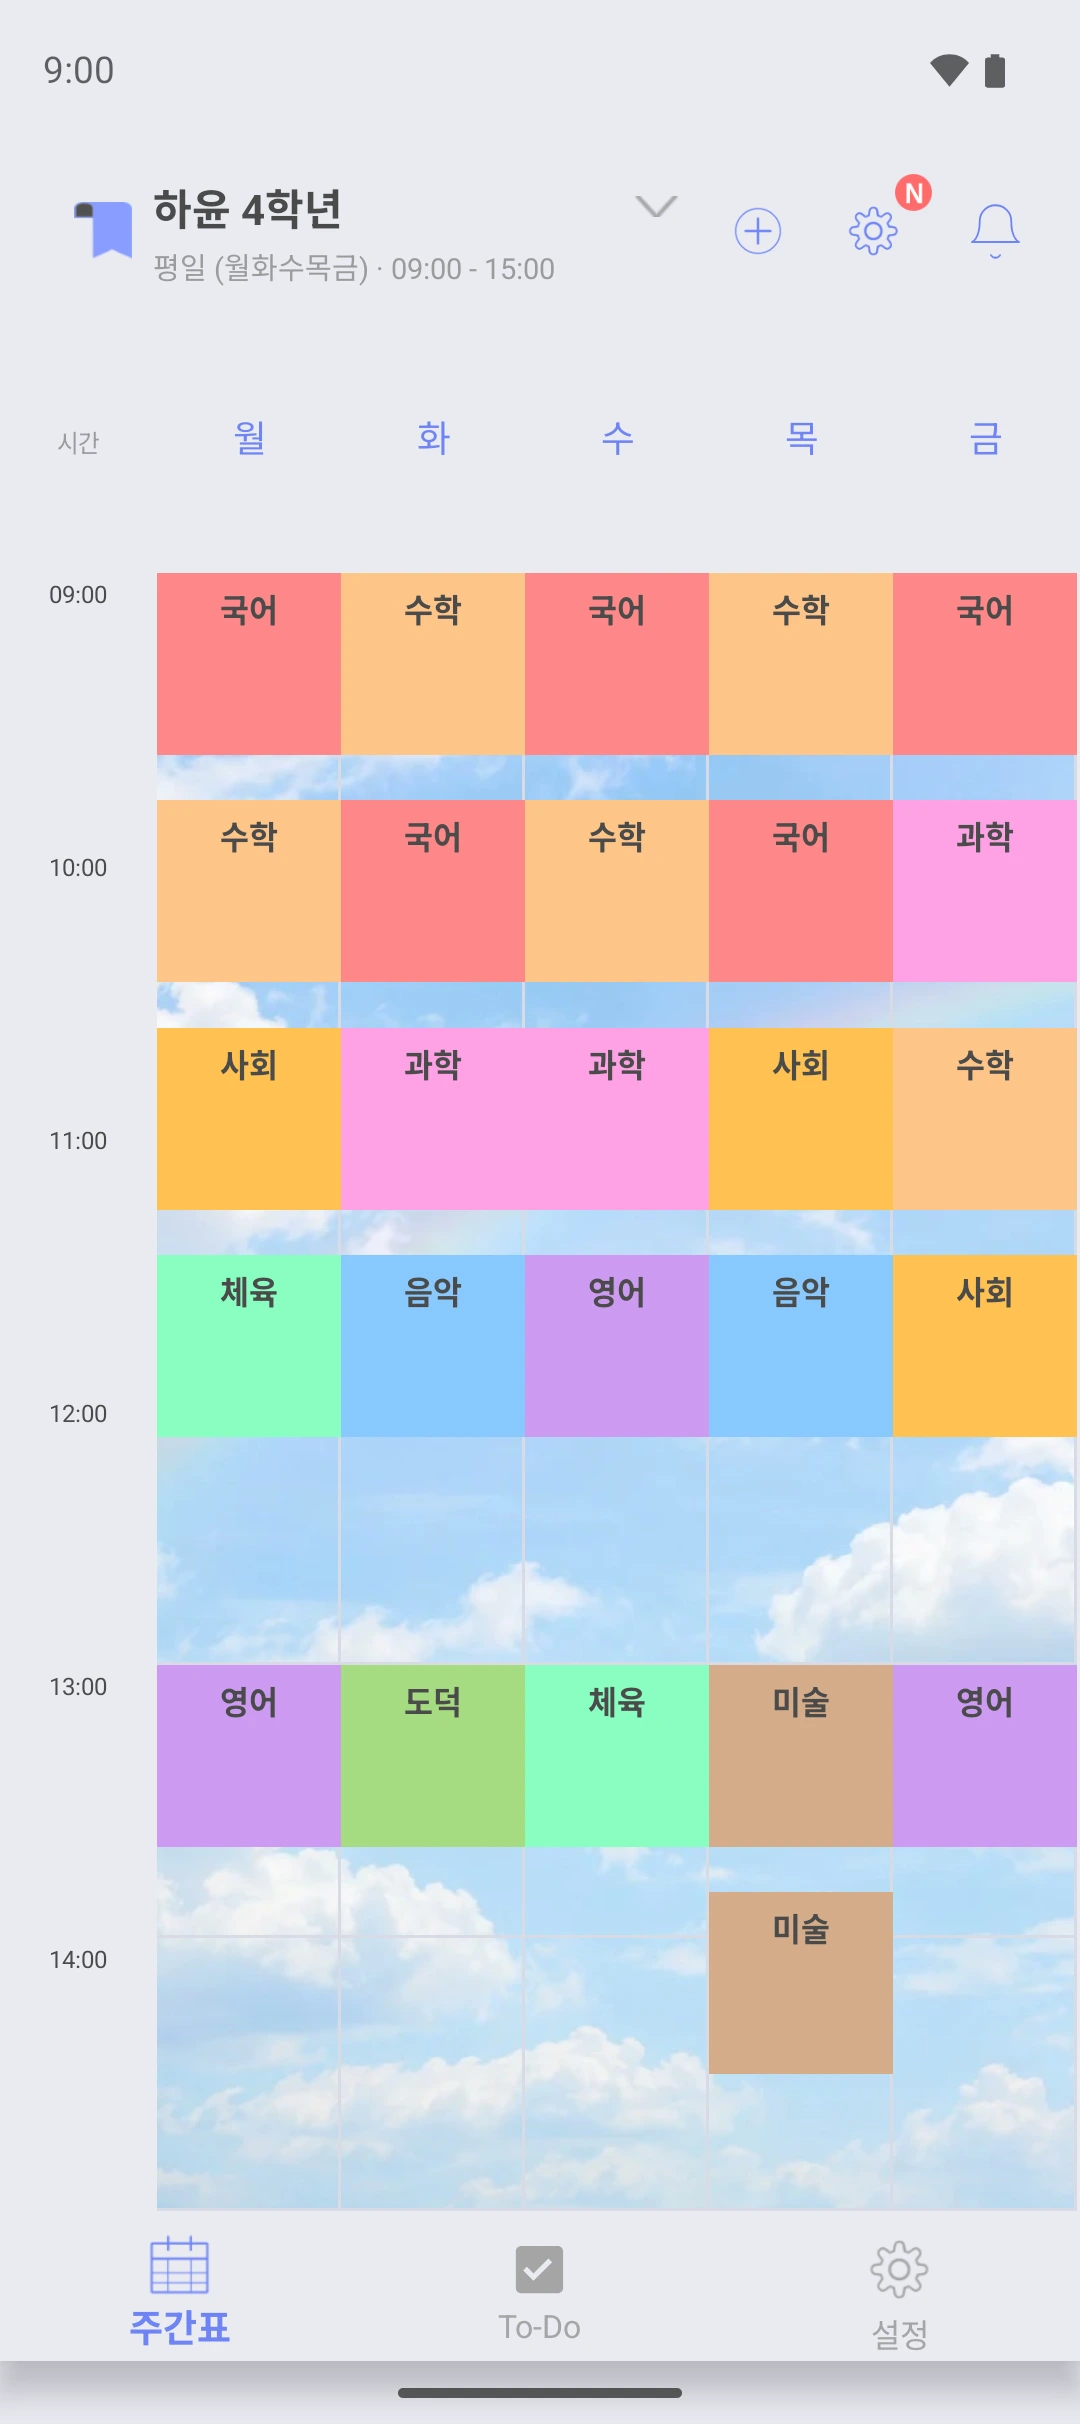 9:00
하윤 4학년
N
평일 (월화수목금) · 09:00 - 15:00
시간 월 화 수 목 금
09:00 국어 수학 국어 수학 국어
수학 국어 수학 국어 과학
10:00
사회 과학 과학 사회 수학
11:00
체육 음악 영어 음악 사회
12:00
13:00 영어 도덕 체육 미술 영어
미술
14:00
주간표 To-Do 설정